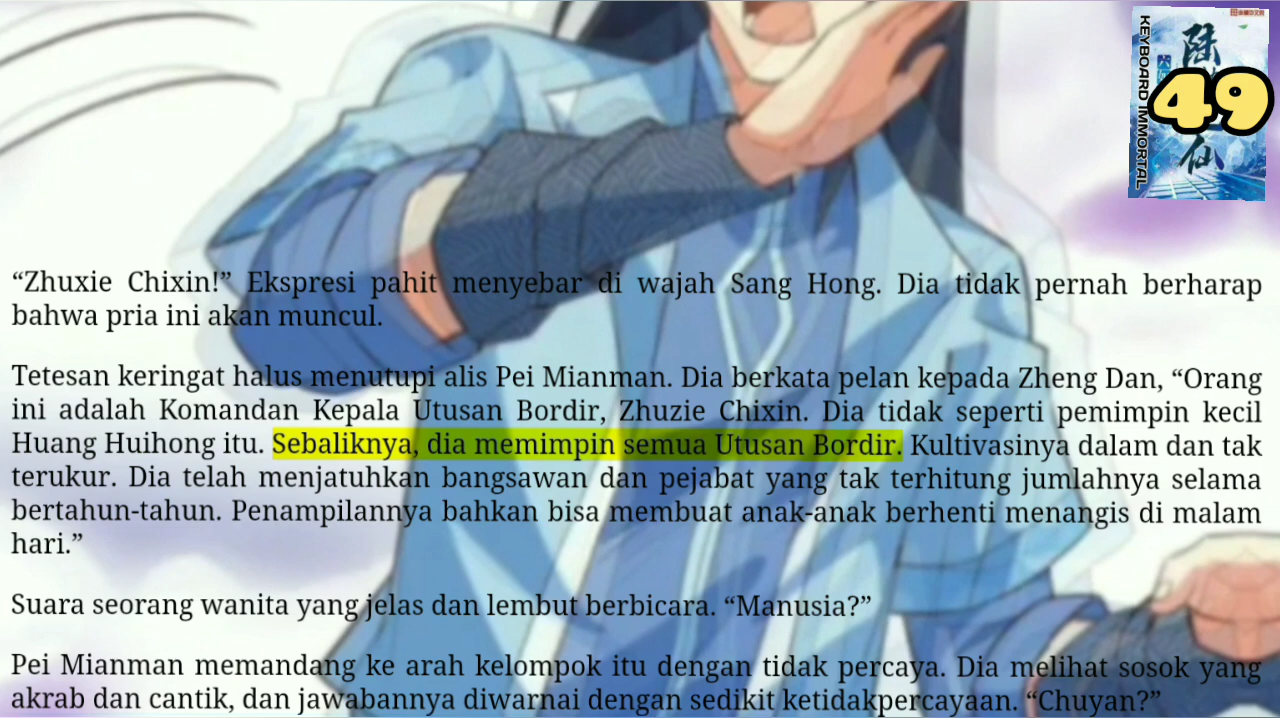 KEYBOARD IMMORTAL
49
“Zhuxie Chixin!” Ekspresi pahit menyebar di wajah Sang Hong. Dia tidak pernah berharap
bahwa pria ini akan muncul.
Tetesan keringat halus menutupi alis Pei Mianman. Dia berkata pelan kepada Zheng Dan, “Orang
ini adalah Komandan Kepala Utusan Bordir, Zhuzie Chixin. Dia tidak seperti pemimpin kecil
Huang Huihong itu. Sebaliknya, dia memimpin semua Utusan Bordir. Kultivasinya dalam dan tak
terukur. Dia telah menjatuhkan bangsawan dan pejabat yang tak terhitung jumlahnya selama
bertahun-tahun. Penampilannya bahkan bisa membuat anak-anak berhenti menangis di malam
hari.”
Suara seorang wanita yang jelas dan lembut berbicara. “Manusia?”
Pei Mianman memandang ke arah kelompok itu dengan tidak percaya. Dia melihat sosok yang
akrab dan cantik, dan jawabannya diwarnai dengan sedikit ketidakpercayaan. “Chuyan?”